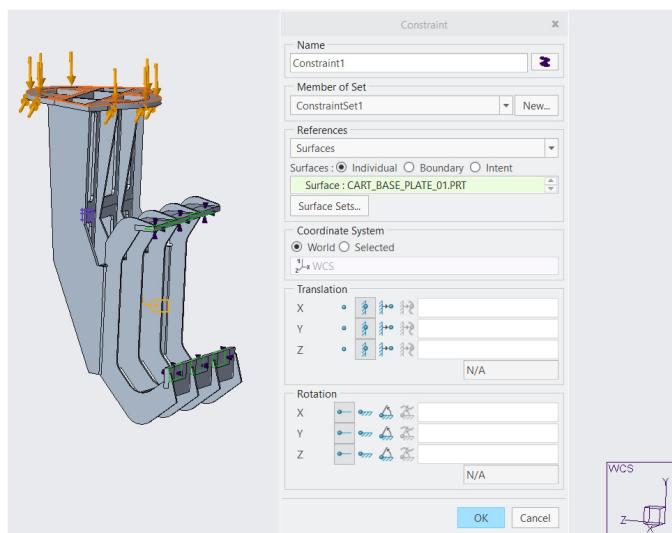 Constraint
Name
Constraint1
Member of Set
ConstraintSet1
New...
References
Surfaces
Surfaces : Individual Boundary Intent
Surface : CART_BASE_PLATE_01.PRT
Surface Sets...
Coordinate System
World Selected
WCS
Translation
X
Y
Z
N/A
Rotation
X
Y
Z
N/A
OK Cancel
WCS
Y
Z
X